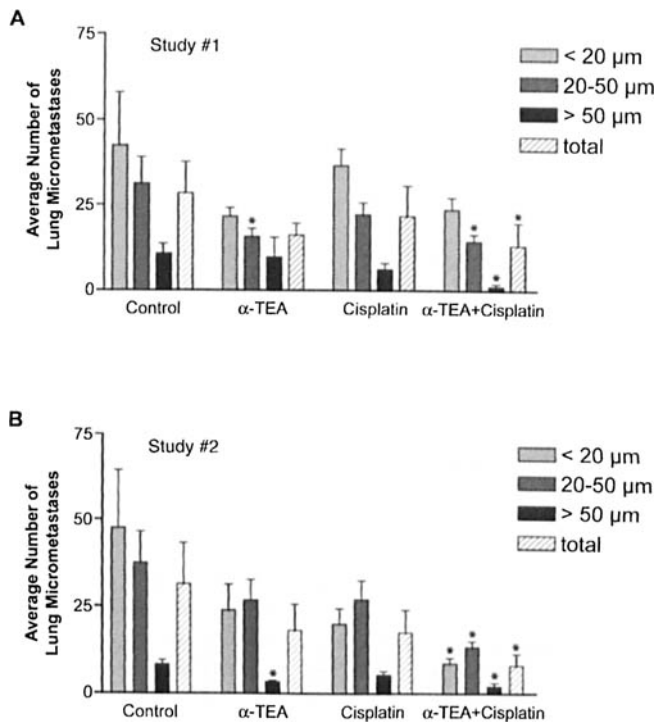 A
Study #1
< 20 µm
20-50 µm
> 50 µm
total
Average Number of
Lung Micrometastases
75
50
25
0
*
*
*
*
Control
α-TEA
Cisplatin
α-TEA+Cisplatin
B
Study #2
< 20 µm
20-50 µm
> 50 µm
total
Average Number of
Lung Micrometastases
75
50
25
0
*
*
*
*
*
Control
α-TEA
Cisplatin
α-TEA+Cisplatin